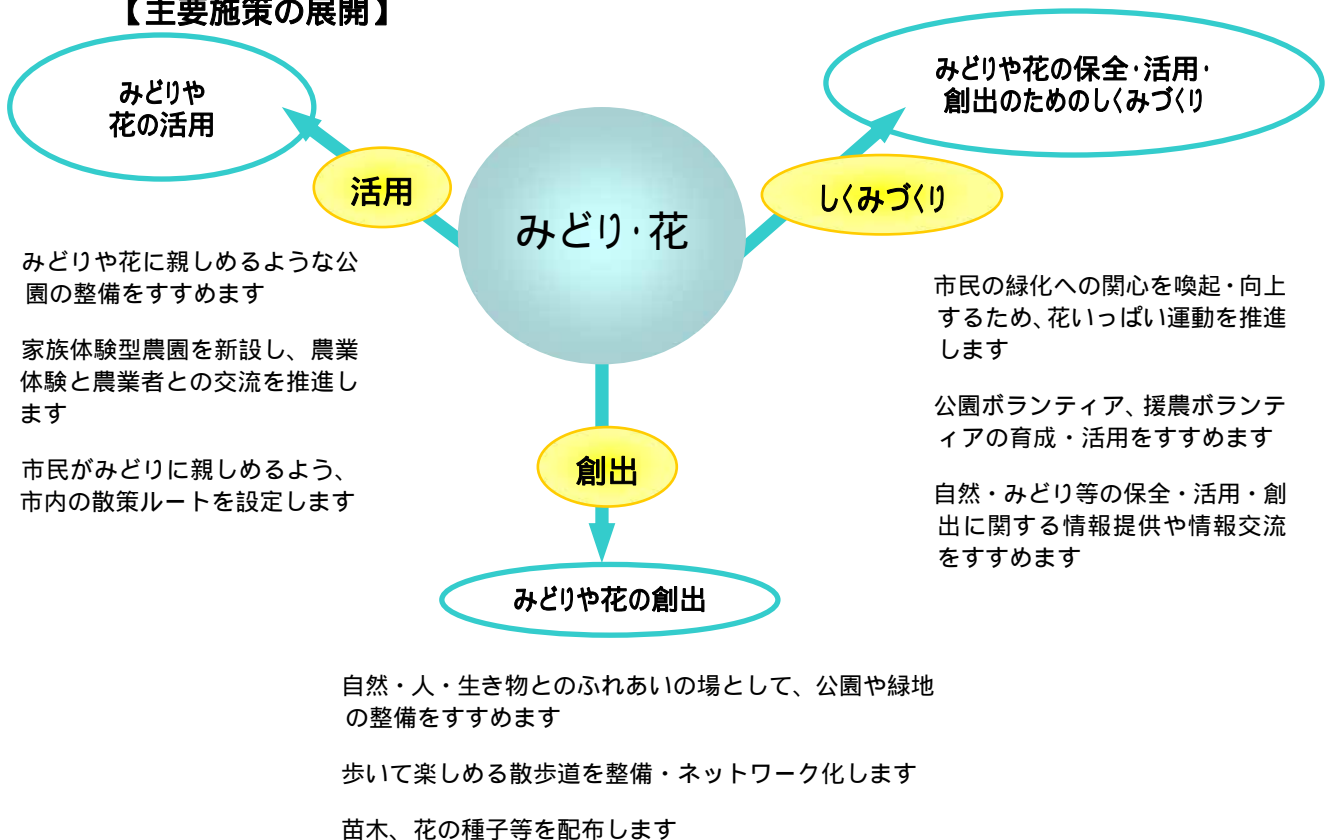 【主要施策の展開】
みどりや
花の活用
みどりや花の保全・活用・
創出のためのしくみづくり
活用
みどり・花
しくみづくり
みどりや花に親しめるような公
園の整備をすすめます
家族体験型農園を新設し、農業
体験と農業者との交流を推進し
ます
市民がみどりに親しめるよう、
市内の散策ルートを設定します
市民の緑化への関心を喚起・向上
するため、花いっぱい運動を推進
します
公園ボランティア、援農ボランテ
ィアの育成・活用をすすめます
自然・みどり等の保全・活用・創
出に関する情報提供や情報交流
をすすめます
創出
みどりや花の創出
自然・人・生き物とのふれあいの場として、公園や緑地
の整備をすすめます
歩いて楽しめる散歩道を整備・ネットワーク化します
苗木、花の種子等を配布します